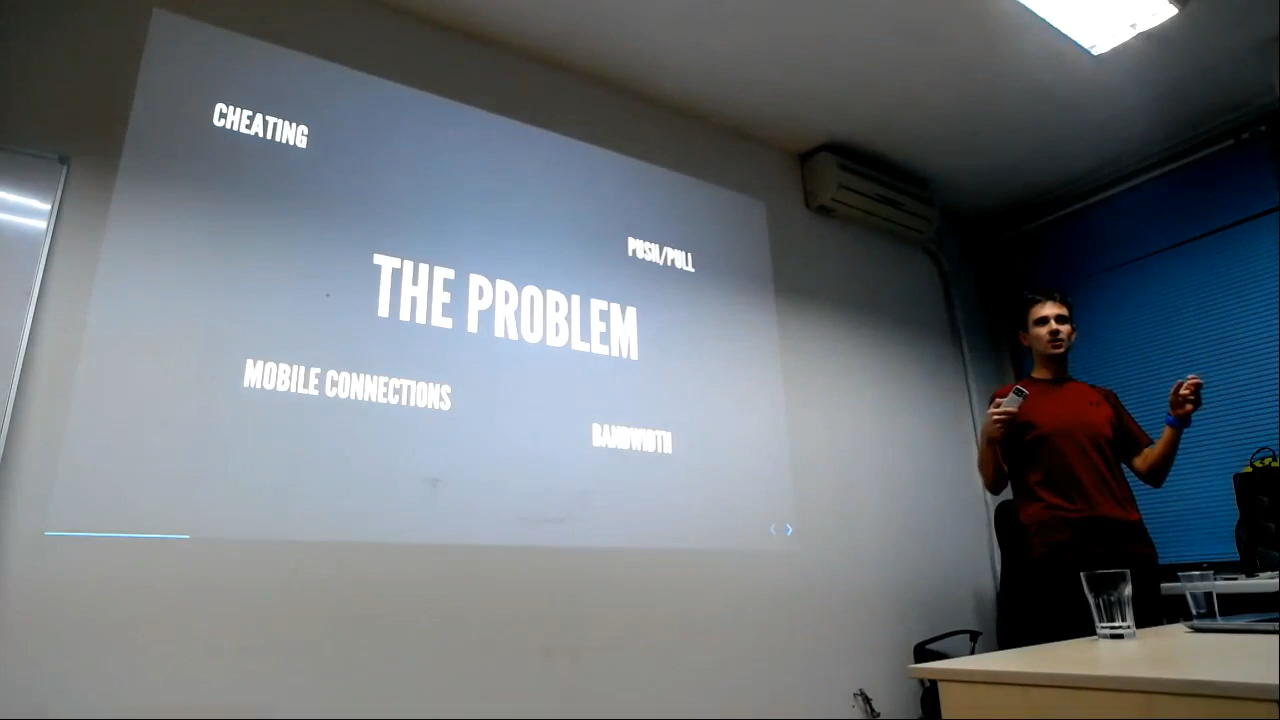 CHEATING
PUSH/PULL
THE PROBLEM
MOBILE CONNECTIONS
BANDWIDTH